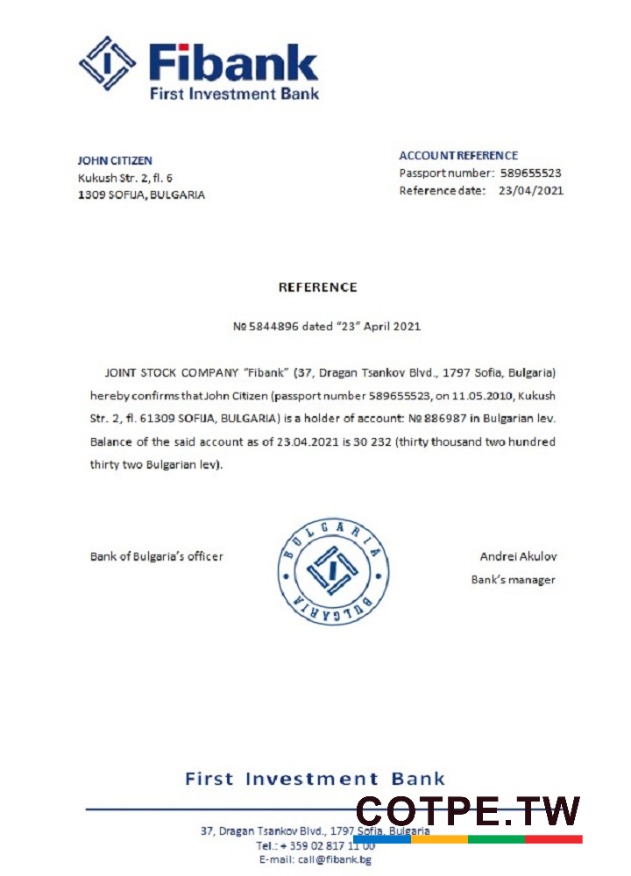 Fibank
First Investment Bank
JOHN CITIZEN
Kukush Str. 2, fl. 6
1309 SOFIJA, BULGARIA
ACCOUNT REFERENCE
Passport number: 589655523
Reference date: 23/04/2021
REFERENCE
№ 5844896 dated "23" April 2021
JOINT STOCK COMPANY "Fibank" (37, Dragan Tsankov Blvd., 1797 Sofia, Bulgaria)
hereby confirms that John Citizen (passport number 589655523, on 11.05.2010, Kukush
Str. 2, fl. 61309 SOFIJA, BULGARIA) is a holder of account: № 886987 in Bulgarian lev.
Balance of the said account as of 23.04.2021 is 30 232 (thirty thousand two hundred
thirty two Bulgarian lev).
Bank of Bulgaria's officer
BULGARIA
BULGARIA
Andrei Akulov
Bank's manager
First Investment Bank
COTPE.TW
37, Dragan Tsankov Blvd., 1797 Sofia, Bulgaria
Tel.: + 359 02 817 11 00
E-mail: call@fibank.bg